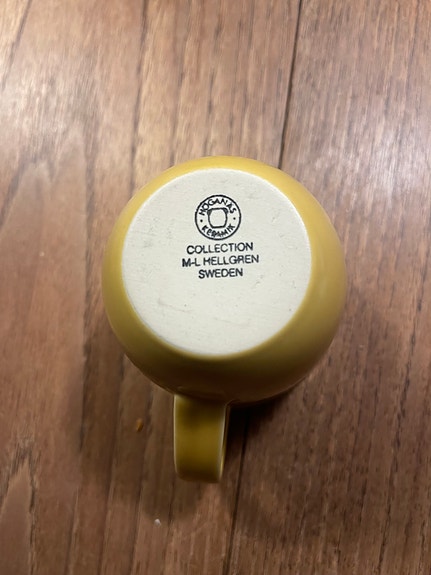 HÖGANÄS
KERAMIK
COLLECTION
M-L HELLGREN
SWEDEN